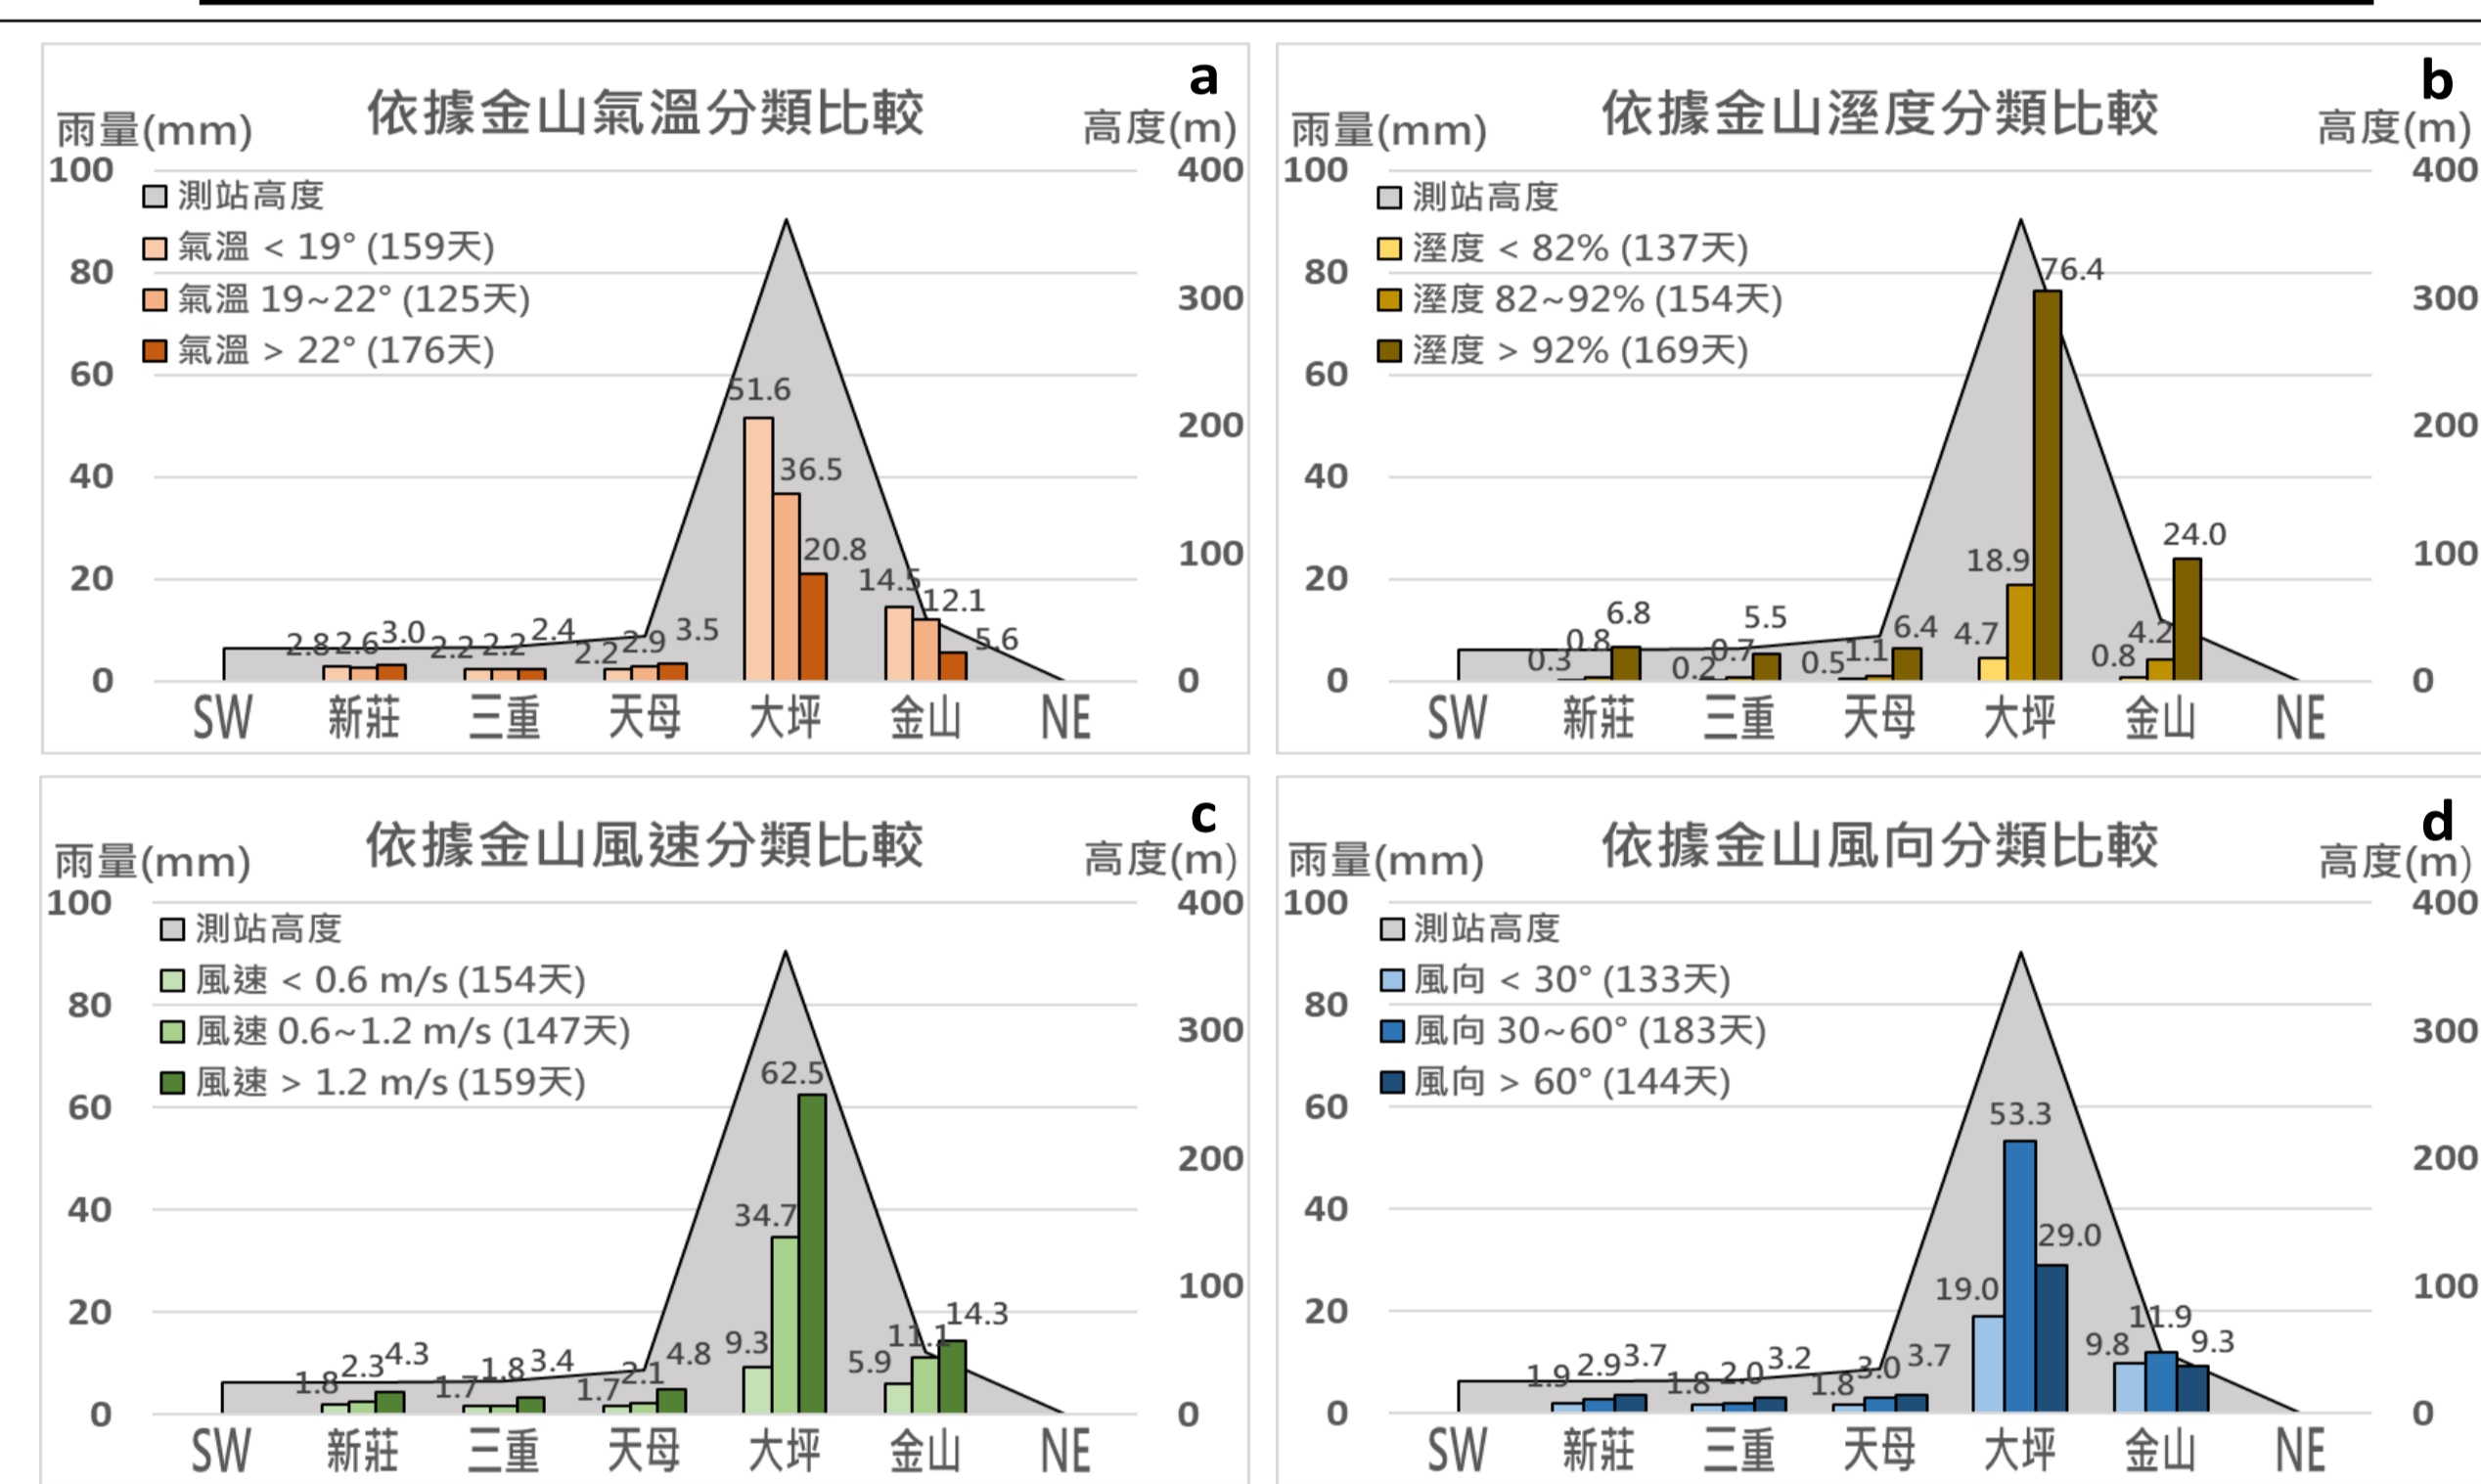 a
依據金山氣溫分類比較
雨量(mm)
高度(m)
100
80
60
40
20
0
400
300
200
100
0
測站高度
氣溫 < 19° (159天)
氣溫 19~22° (125天)
氣溫 > 22° (176天)
2.8 2.6 3.0
2.2 2.2 2.4
2.2 2.9 3.5
51.6 36.5 20.8
14.5 12.1 5.6
SW 新莊 三重 天母 大坪 金山 NE
b
依據金山溼度分類比較
雨量(mm)
高度(m)
100
80
60
40
20
0
400
300
200
100
0
測站高度
溼度 < 82% (137天)
溼度 82~92% (154天)
溼度 > 92% (169天)
0.3 0.8 6.8
0.2 0.7 5.5
0.5 1.1 6.4
4.7 18.9 76.4
0.8 4.2 24.0
SW 新莊 三重 天母 大坪 金山 NE
c
依據金山風速分類比較
雨量(mm)
高度(m)
100
80
60
40
20
0
400
300
200
100
0
測站高度
風速 < 0.6 m/s (154天)
風速 0.6~1.2 m/s (147天)
風速 > 1.2 m/s (159天)
1.8 2.3 4.3
1.7 1.8 3.4
1.7 2.1 4.8
9.3 34.7 62.5
5.9 11.1 14.3
SW 新莊 三重 天母 大坪 金山 NE
d
依據金山風向分類比較
雨量(mm)
高度(m)
100
80
60
40
20
0
400
300
200
100
0
測站高度
風向 < 30° (133天)
風向 30~60° (183天)
風向 > 60° (144天)
1.9 2.9 3.7
1.8 2.0 3.2
1.8 3.0 3.7
19.0 53.3 29.0
9.8 11.9 9.3
SW 新莊 三重 天母 大坪 金山 NE